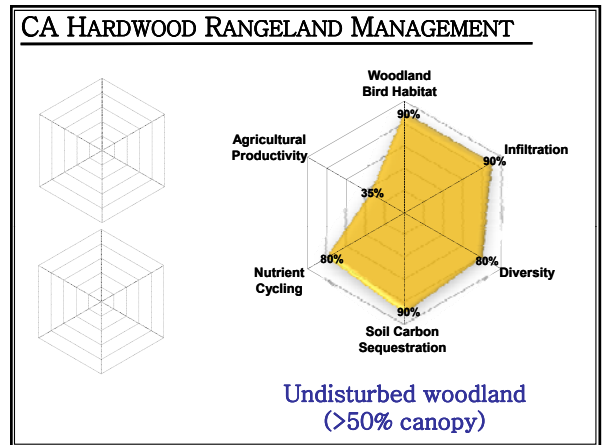 CA HARDWOOD RANGELAND MANAGEMENT
Woodland
Bird Habitat
90%
Agricultural
Productivity
Infiltration
90%
35%
80%
80%
Nutrient
Cycling
Diversity
90%
Soil Carbon
Sequestration
Undisturbed woodland
(>50% canopy)